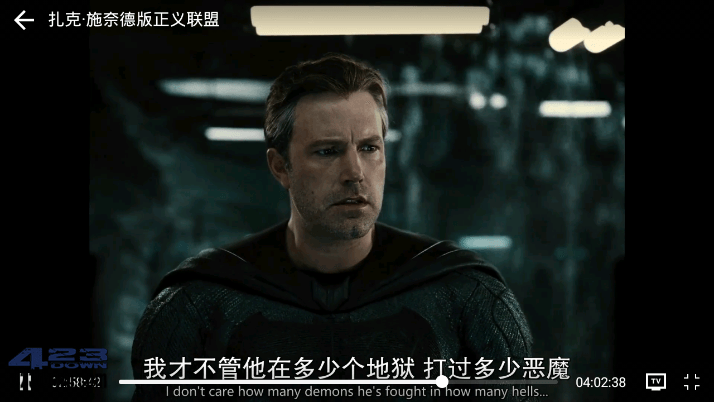 扎克·施奈德版正义联盟
423
DOWN
我才不管他在多少个地狱 打过多少恶魔
I don't care how many demons he's fought in how many hells...
04:02:38
TV